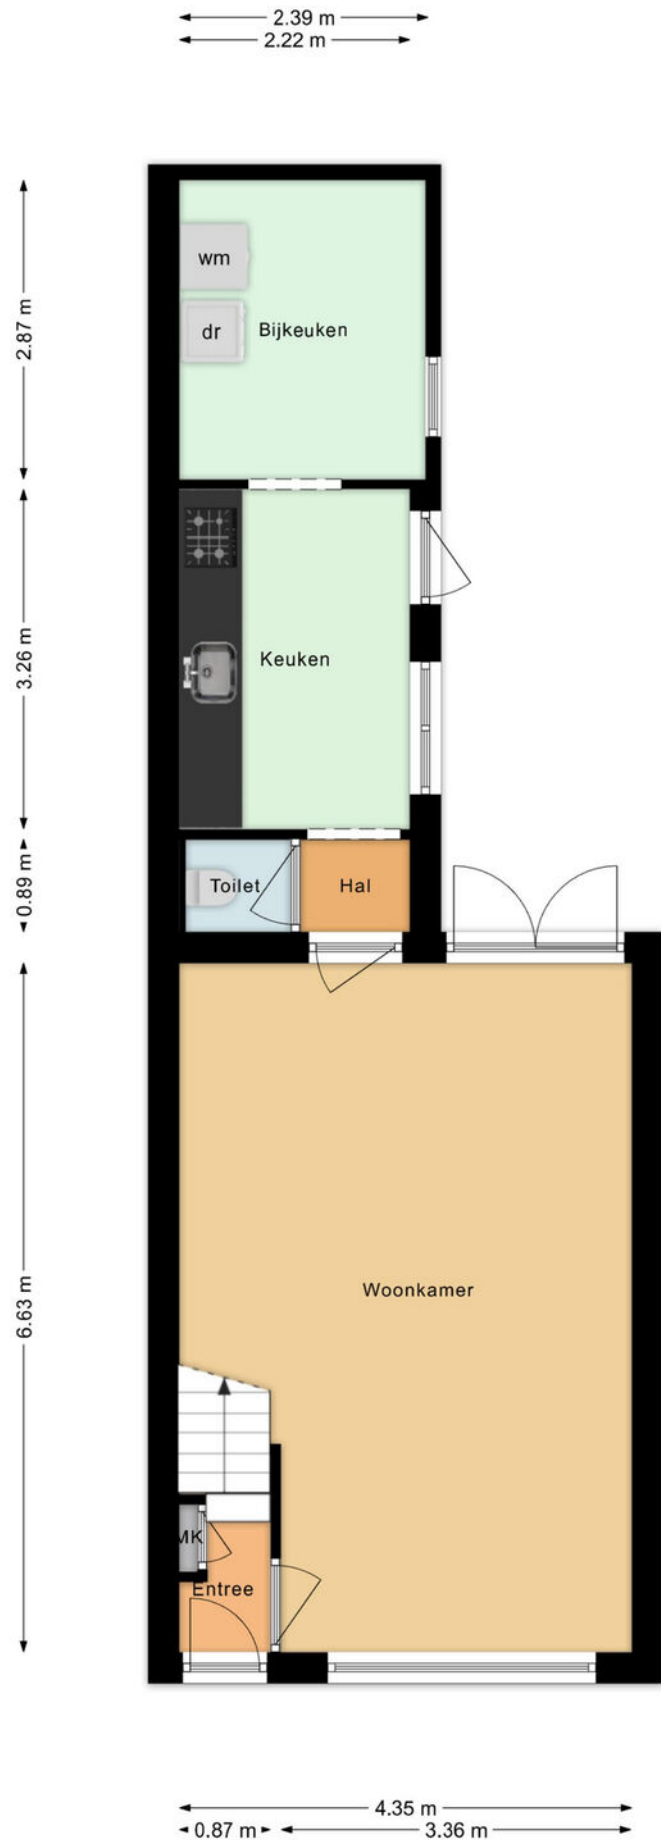 2.39 m
2.22 m
2.87 m
wm
dr
Bijkeuken
3.26 m
Keuken
0.89 m
Toilet
Hal
6.63 m
Woonkamer
MK
Entree
4.35 m
0.87 m
3.36 m